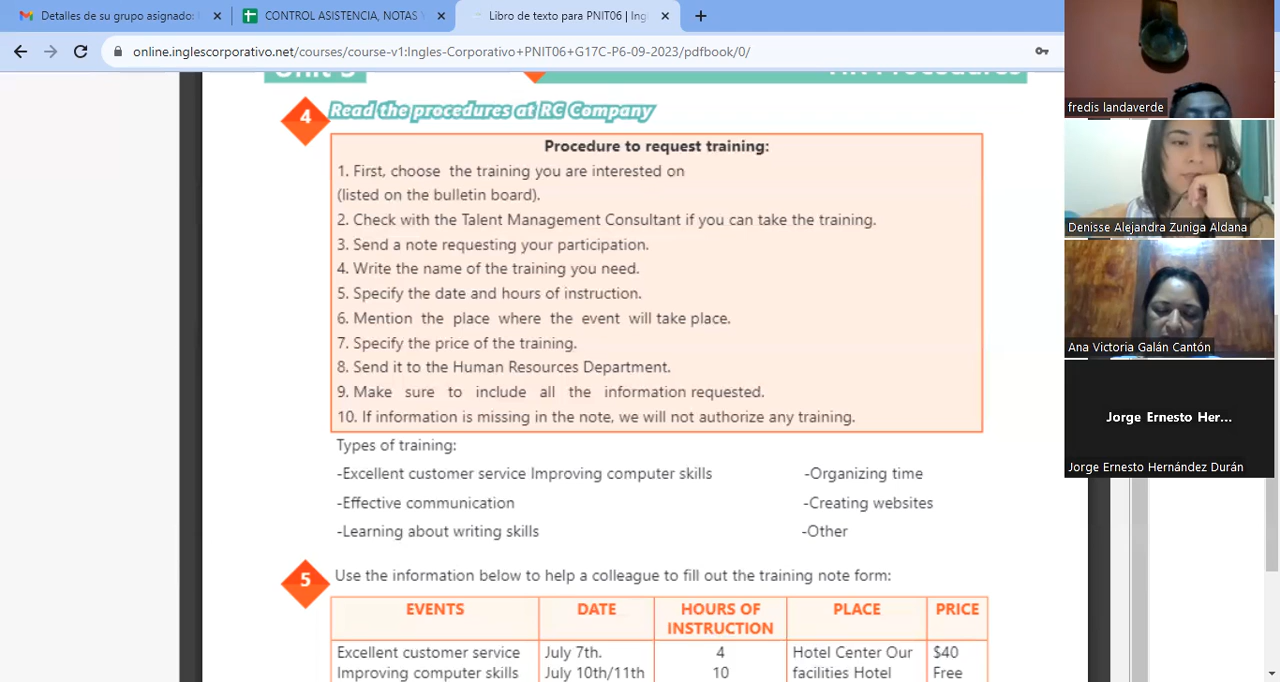 Detalles de su grupo asignado:
CONTROL ASISTENCIA, NOTAS
Libro de texto para PNIT06 | Ing
online.inglescorporativo.net/courses/course-v1:Ingles-Corporativo+PNIT06+G17C-P6-09-2023/pdfbook/0/
4 Read the procedures at RC Company
Procedure to request training:
1. First, choose the training you are interested on
(listed on the bulletin board).
2. Check with the Talent Management Consultant if you can take the training.
3. Send a note requesting your participation.
4. Write the name of the training you need.
5. Specify the date and hours of instruction.
6. Mention the place where the event will take place.
7. Specify the price of the training.
8. Send it to the Human Resources Department.
9. Make sure to include all the information requested.
10. If information is missing in the note, we will not authorize any training.
Types of training:
-Excellent customer service Improving computer skills -Organizing time
-Effective communication -Creating websites
-Learning about writing skills -Other
5 Use the information below to help a colleague to fill out the training note form:
EVENTS DATE HOURS OF INSTRUCTION PLACE PRICE
Excellent customer service July 7th. 4 Hotel Center Our $40
Improving computer skills July 10th/11th 10 facilities Hotel Free
fredis landaverde
Denisse Alejandra Zuniga Aldana
Ana Victoria Galán Cantón
Jorge Ernesto Her...
Jorge Ernesto Hernández Durán